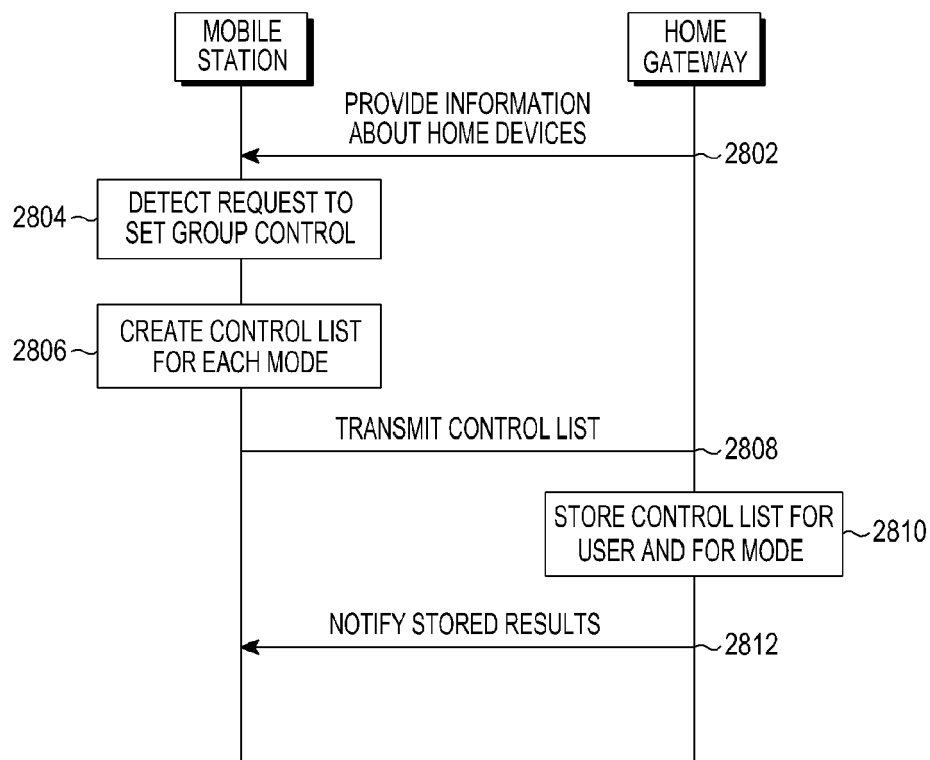 MOBILE
STATION
HOME
GATEWAY
PROVIDE INFORMATION
ABOUT HOME DEVICES
2802
2804
DETECT REQUEST TO
SET GROUP CONTROL
2806
CREATE CONTROL LIST
FOR EACH MODE
TRANSMIT CONTROL LIST
2808
STORE CONTROL LIST FOR
USER AND FOR MODE
2810
NOTIFY STORED RESULTS
2812